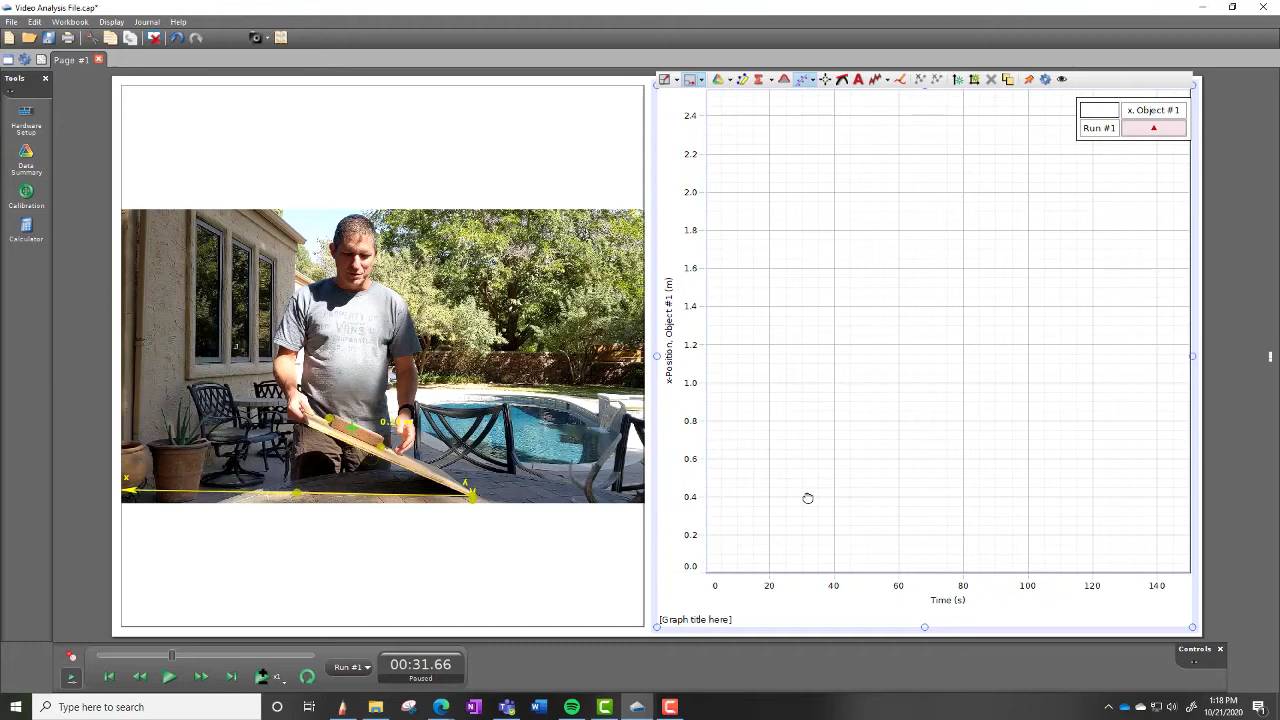 Video Analysis File.cap*
File Edit Workbook Display Journal Help
Page #1
Tools
Hardware
Setup
Data
Summary
Calibration
Calculator
x. Object #1
Run #1
2.4
2.2
2.0
1.8
1.6
1.4
1.2
1.0
0.8
0.6
0.4
0.2
0.0
x-Position, Object #1 (m)
0 20 40 60 80 100 120 140
Time (s)
[Graph title here]
x
Run #1
00:31.66
Paused
x1
Controls
Type here to search
1:18 PM
10/21/2020